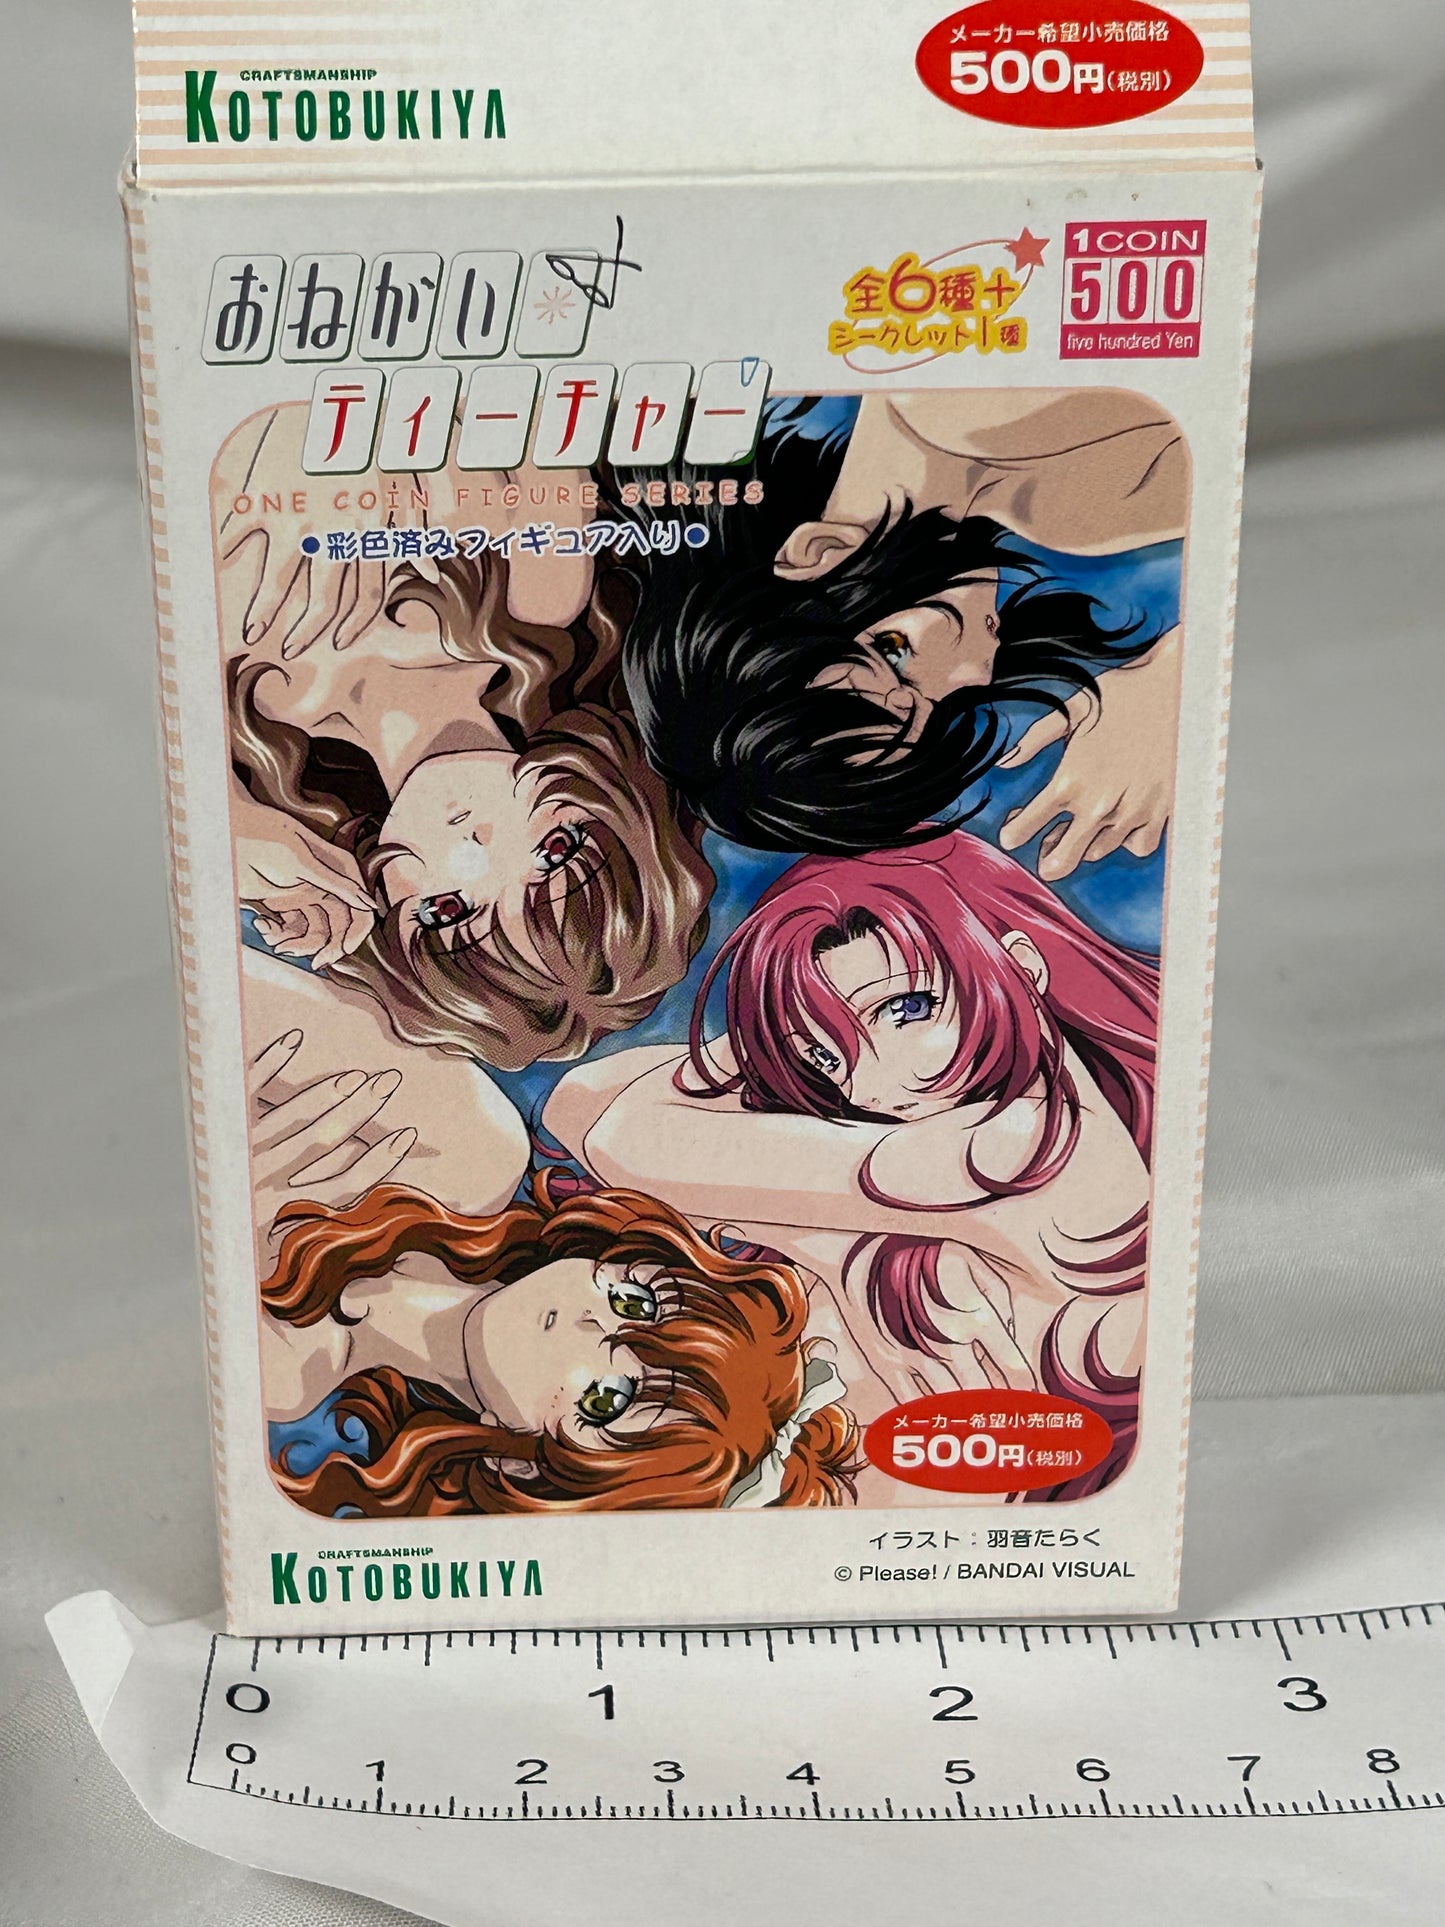 CRAFTSMANSHIP
KOTOBUKIYA
メーカー希望小売価格
500円(税別)
おねがい*
ティーチャー
ONE COIN FIGURE SERIES
●彩色済みフィギュア入り●
全6種+
シークレット1種
1COIN
500
five hundred Yen
メーカー希望小売価格
500円(税別)
イラスト:羽音たらく
© Please! / BANDAI VISUAL
CRAFTSMANSHIP
KOTOBUKIYA
0 1 2 3
0 1 2 3 4 5 6 7 8